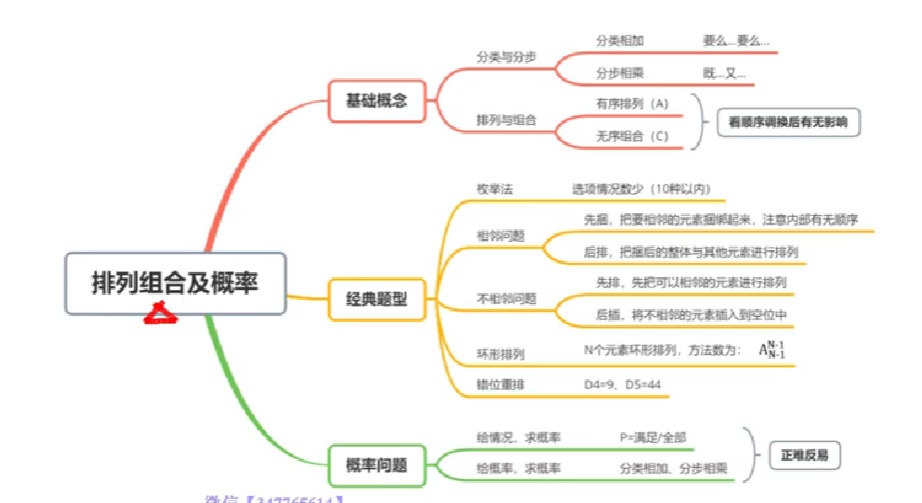 排列组合及概率
基础概念
分类与分步
分类相加 要么...要么...
分步相乘 既...又...
排列与组合
有序排列（A）
无序组合（C）
看顺序调换后有无影响
经典题型
枚举法 选项情况数少（10种以内）
相邻问题
先捆，把要相邻的元素捆绑起来，注意内部有无顺序
后排，把捆后的整体与其他元素进行排列
不相邻问题
先排，先把可以相邻的元素进行排列
后插，将不相邻的元素插入到空位中
环形排列 N个元素环形排列，方法数为： A_{N-1}^{N-1}
错位重排 D4=9、D5=44
概率问题
给情况，求概率 P=满足/全部
给概率，求概率 分类相加、分步相乘
正难反易